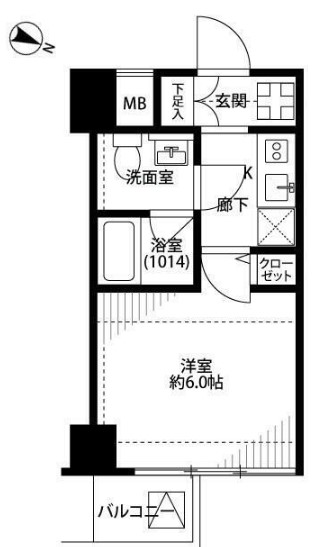 N
MB
下足入
玄関
洗面室
K
廊下
浴室
(1014)
クロー
ゼット
洋室
約6.0帖
バルコニー